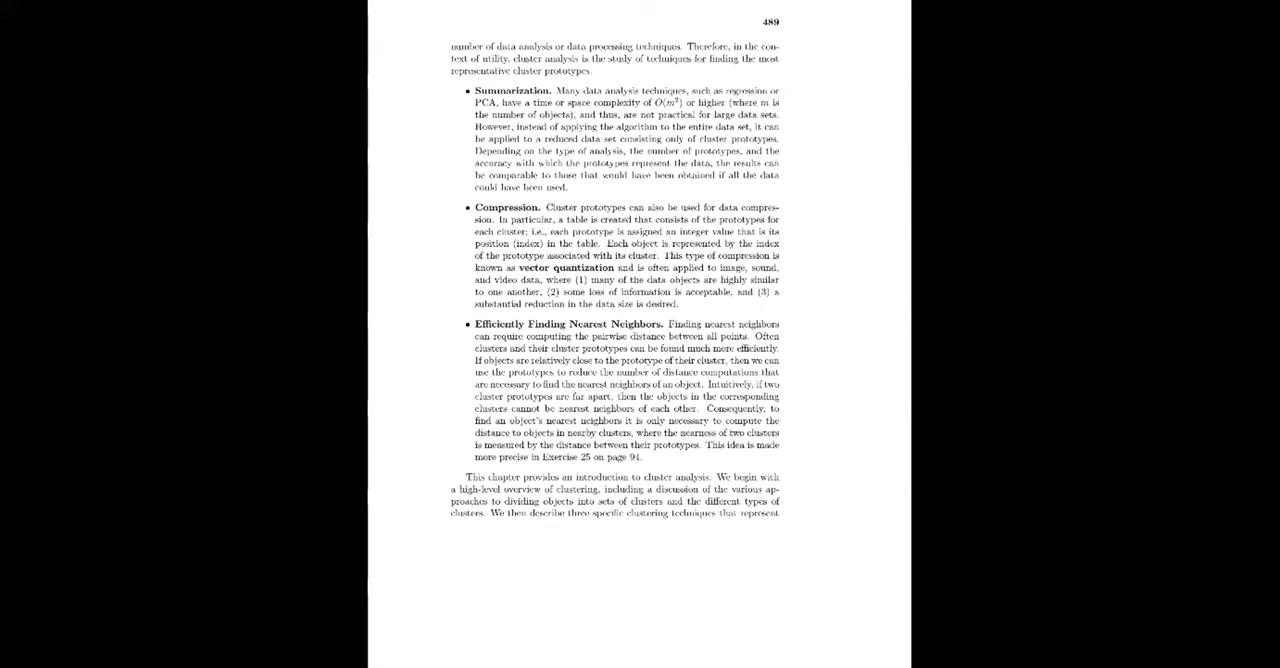 489
number of data analysis or data processing techniques. Therefore, in the con-
text of utility, cluster analysis is the study of techniques for finding the most
representative cluster prototypes.
• Summarization. Many data analysis techniques, such as regression or
PCA, have a time or space complexity of O(m²) or higher (where m is
the number of objects), and thus, are not practical for large data sets.
However, instead of applying the algorithm to the entire data set, it can
be applied to a reduced data set consisting only of cluster prototypes.
Depending on the type of analysis, the number of prototypes, and the
accuracy with which the prototypes represent the data, the results can
be comparable to those that would have been obtained if all the data
could have been used.
• Compression. Cluster prototypes can also be used for data compres-
sion. In particular, a table is created that consists of the prototypes for
each cluster; i.e., each prototype is assigned an integer value that is its
position (index) in the table. Each object is represented by the index
of the prototype associated with its cluster. This type of compression is
known as vector quantization and is often applied to image, sound,
and video data, where (1) many of the data objects are highly similar
to one another, (2) some loss of information is acceptable, and (3) a
substantial reduction in the data size is desired.
• Efficiently Finding Nearest Neighbors. Finding nearest neighbors
can require computing the pairwise distance between all points. Often
clusters and their cluster prototypes can be found much more efficiently.
If objects are relatively close to the prototype of their cluster, then we can
use the prototypes to reduce the number of distance computations that
are necessary to find the nearest neighbors of an object. Intuitively, if two
cluster prototypes are far apart, then the objects in the corresponding
clusters cannot be nearest neighbors of each other. Consequently, to
find an object's nearest neighbors it is only necessary to compute the
distance to objects in nearby clusters, where the nearness of two clusters
is measured by the distance between their prototypes. This idea is made
more precise in Exercise 25 on page 94.
This chapter provides an introduction to cluster analysis. We begin with
a high-level overview of clustering, including a discussion of the various ap-
proaches to dividing objects into sets of clusters and the different types of
clusters. We then describe three specific clustering techniques that represent